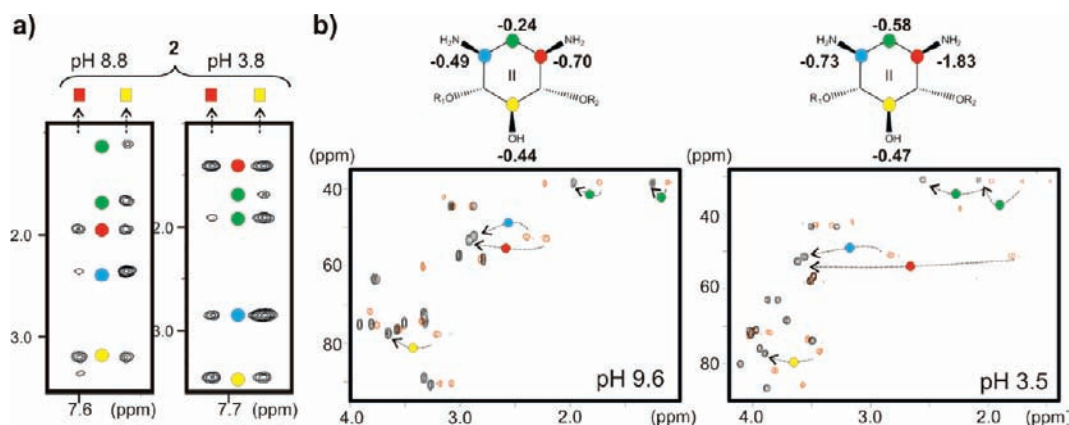 a)
2
pH 8.8 pH 3.8
2.0
3.0
7.6 (ppm)
2.0
3.0
7.7 (ppm)
b)
-0.24
H₂N NH₂
-0.49 -0.70
II
R₁O OR₂
OH
-0.44
-0.58
H₂N NH₂
-0.73 -1.83
II
R₁O OR₂
OH
-0.47
(ppm)
40
60
80
pH 9.6
4.0 3.0 2.0 (ppm)
(ppm)
40
60
80
pH 3.5
4.0 3.0 2.0 (ppm)